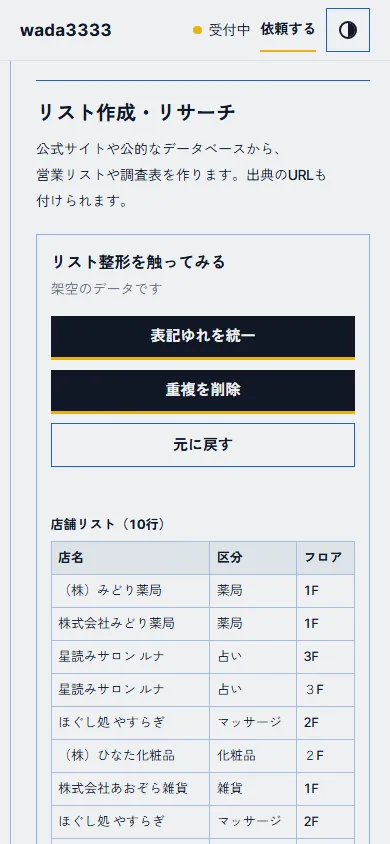 wada3333
受付中 依頼する
リスト作成・リサーチ
公式サイトや公的なデータベースから、
営業リストや調査表を作ります。出典のURLも
付けられます。
リスト整形を触ってみる
架空のデータです
表記ゆれを統一
重複を削除
元に戻す
店舗リスト（10行）
店名 区分 フロア
（株）みどり薬局 薬局 1F
株式会社みどり薬局 薬局 1F
星読みサロン ルナ 占い 3F
星読みサロン ルナ 占い ３F
ほぐし処 やすらぎ マッサージ 2F
（株）ひなた化粧品 化粧品 ２F
株式会社あおぞら雑貨 雑貨 1F
ほぐし処 やすらぎ マッサージ 2F